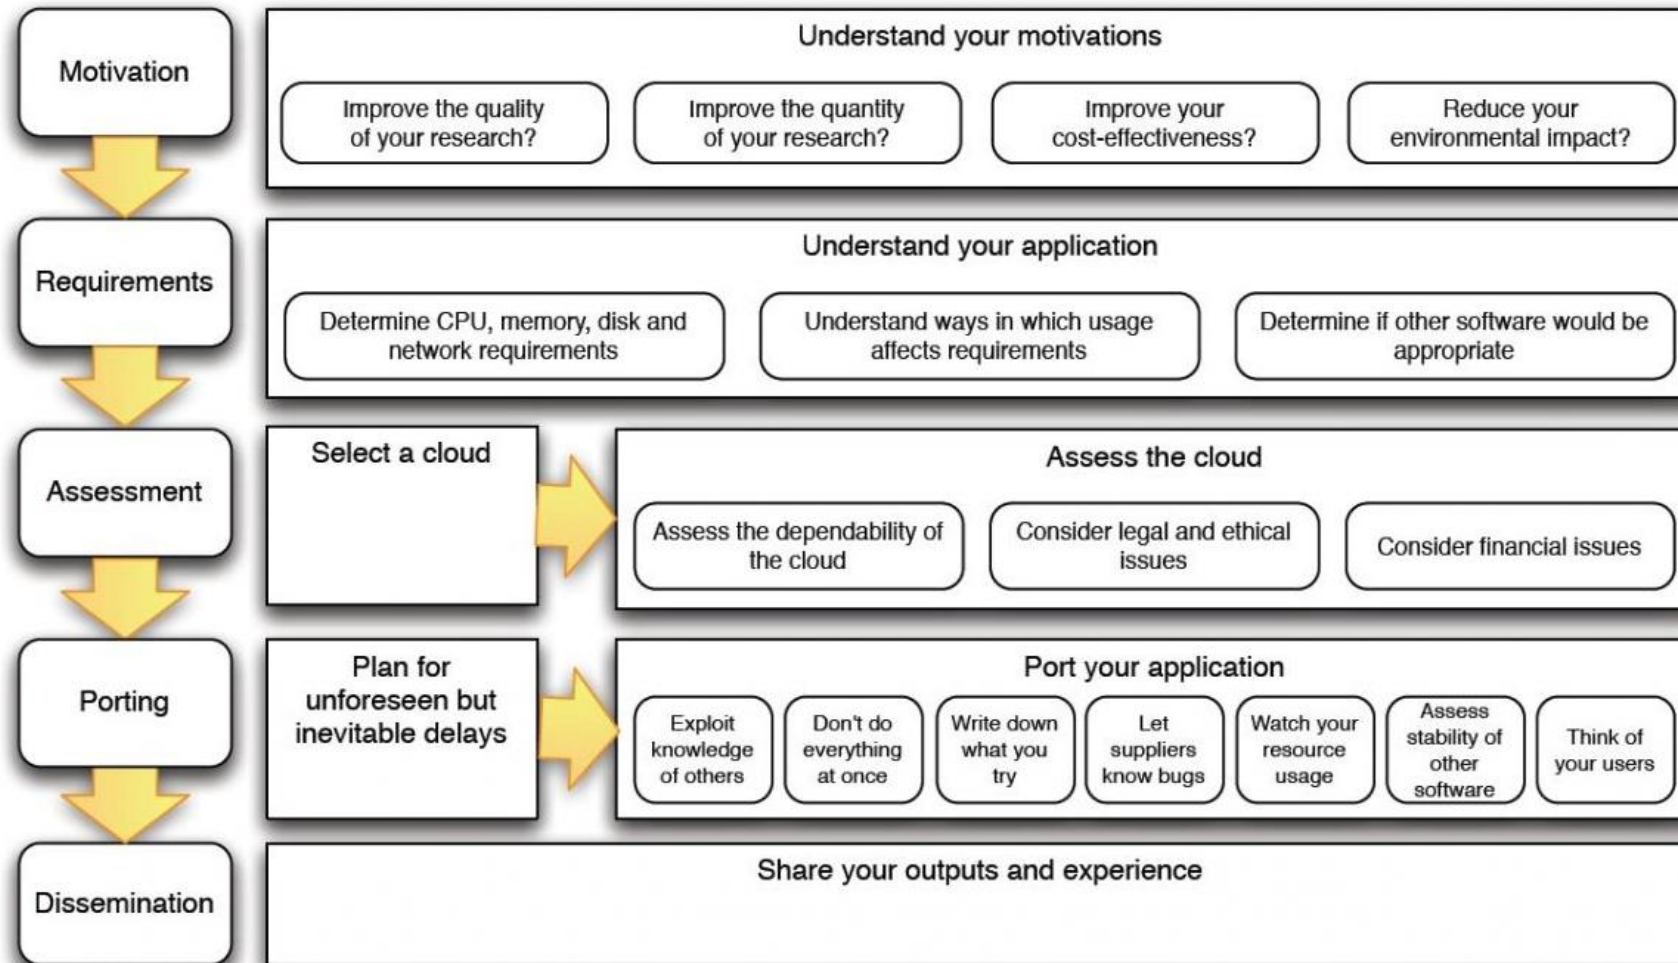 Motivation
Understand your motivations
Improve the quality
of your research?
Improve the quantity
of your research?
Improve your
cost-effectiveness?
Reduce your
environmental impact?
Requirements
Understand your application
Determine CPU, memory, disk and
network requirements
Understand ways in which usage
affects requirements
Determine if other software would be
appropriate
Assessment
Select a cloud
Assess the cloud
Assess the dependability of
the cloud
Consider legal and ethical
issues
Consider financial issues
Porting
Plan for
unforeseen but
inevitable delays
Port your application
Exploit
knowledge
of others
Don't do
everything
at once
Write down
what you
try
Let
suppliers
know bugs
Watch your
resource
usage
Assess
stability of
other
software
Think of
your users
Dissemination
Share your outputs and experience